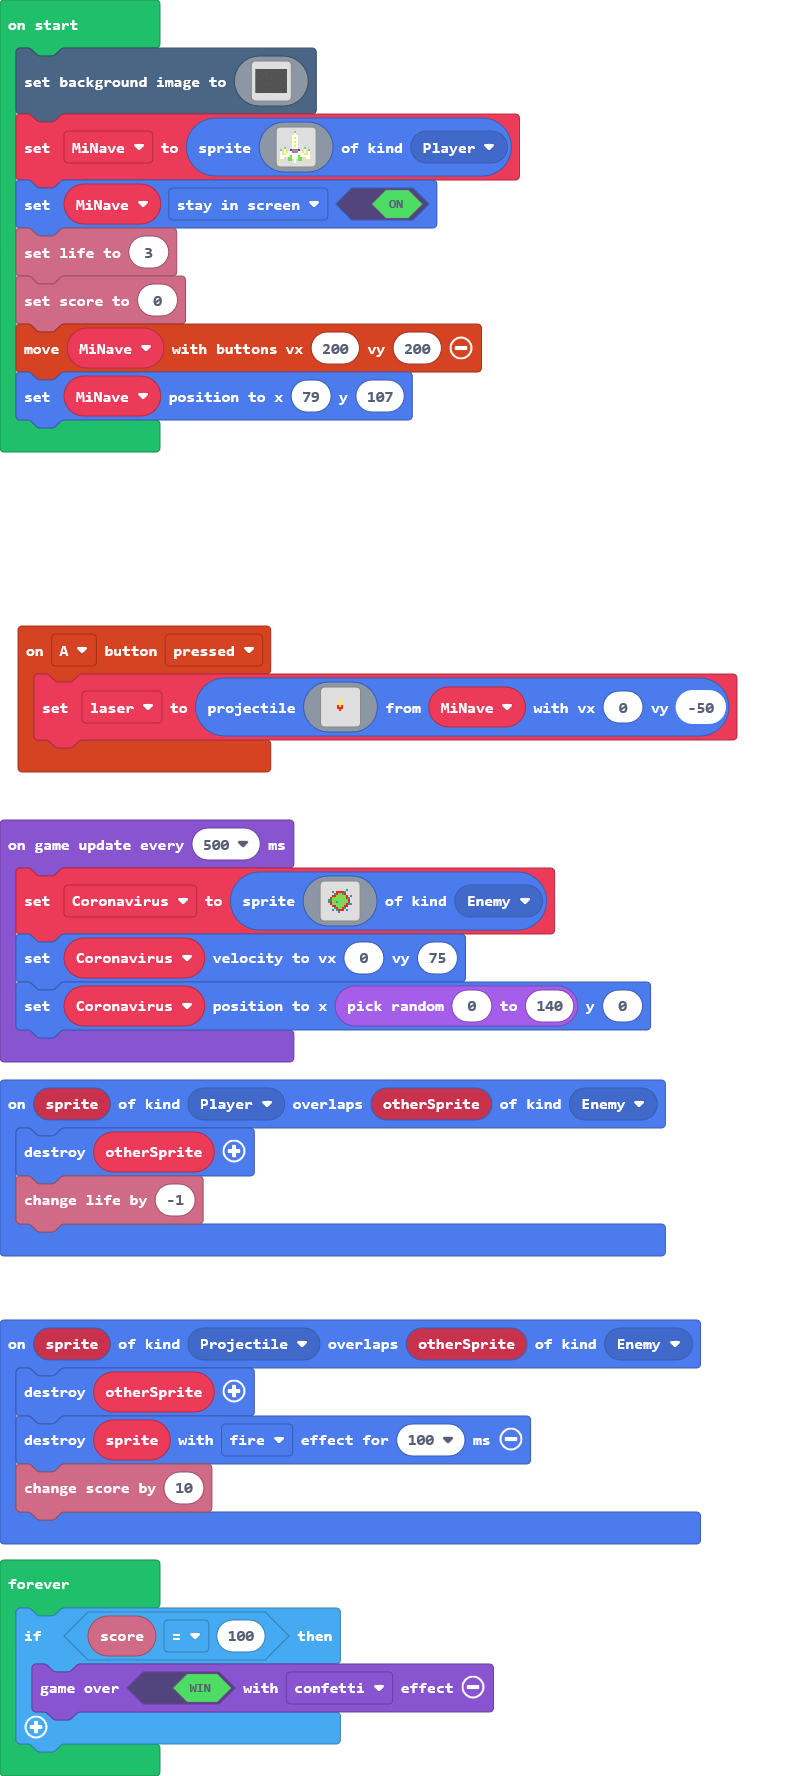 on start
set background image to
set MiNave to sprite of kind Player
set MiNave stay in screen ON
set life to 3
set score to 0
move MiNave with buttons vx 200 vy 200
set MiNave position to x 79 y 107
on A button pressed
set laser to projectile from MiNave with vx 0 vy -50
on game update every 500 ms
set Coronavirus to sprite of kind Enemy
set Coronavirus velocity to vx 0 vy 75
set Coronavirus position to x pick random 0 to 140 y 0
on sprite of kind Player overlaps otherSprite of kind Enemy
destroy otherSprite
change life by -1
on sprite of kind Projectile overlaps otherSprite of kind Enemy
destroy otherSprite
destroy sprite with fire effect for 100 ms
change score by 10
forever
if score = 100 then
game over WIN with confetti effect